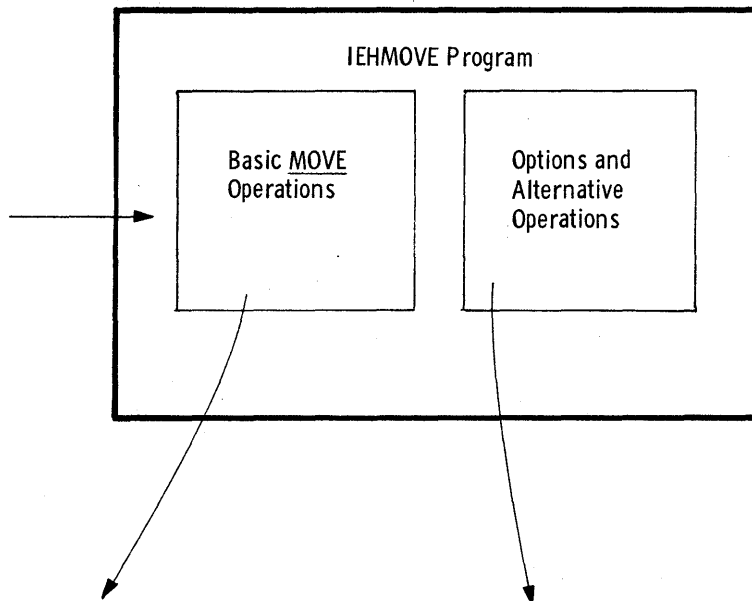 IEHMOVE Program
Basic MOVE
Operations
Options and
Alternative
Operations